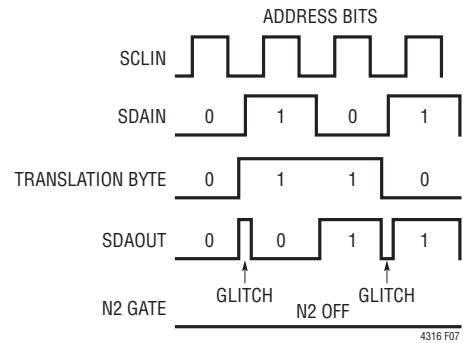 ADDRESS BITS
SCLIN
SDAIN 0 1 0 1
TRANSLATION BYTE 0 1 1 0
SDAOUT 0 0 1 1
GLITCH GLITCH
N2 GATE N2 OFF
4316 F07